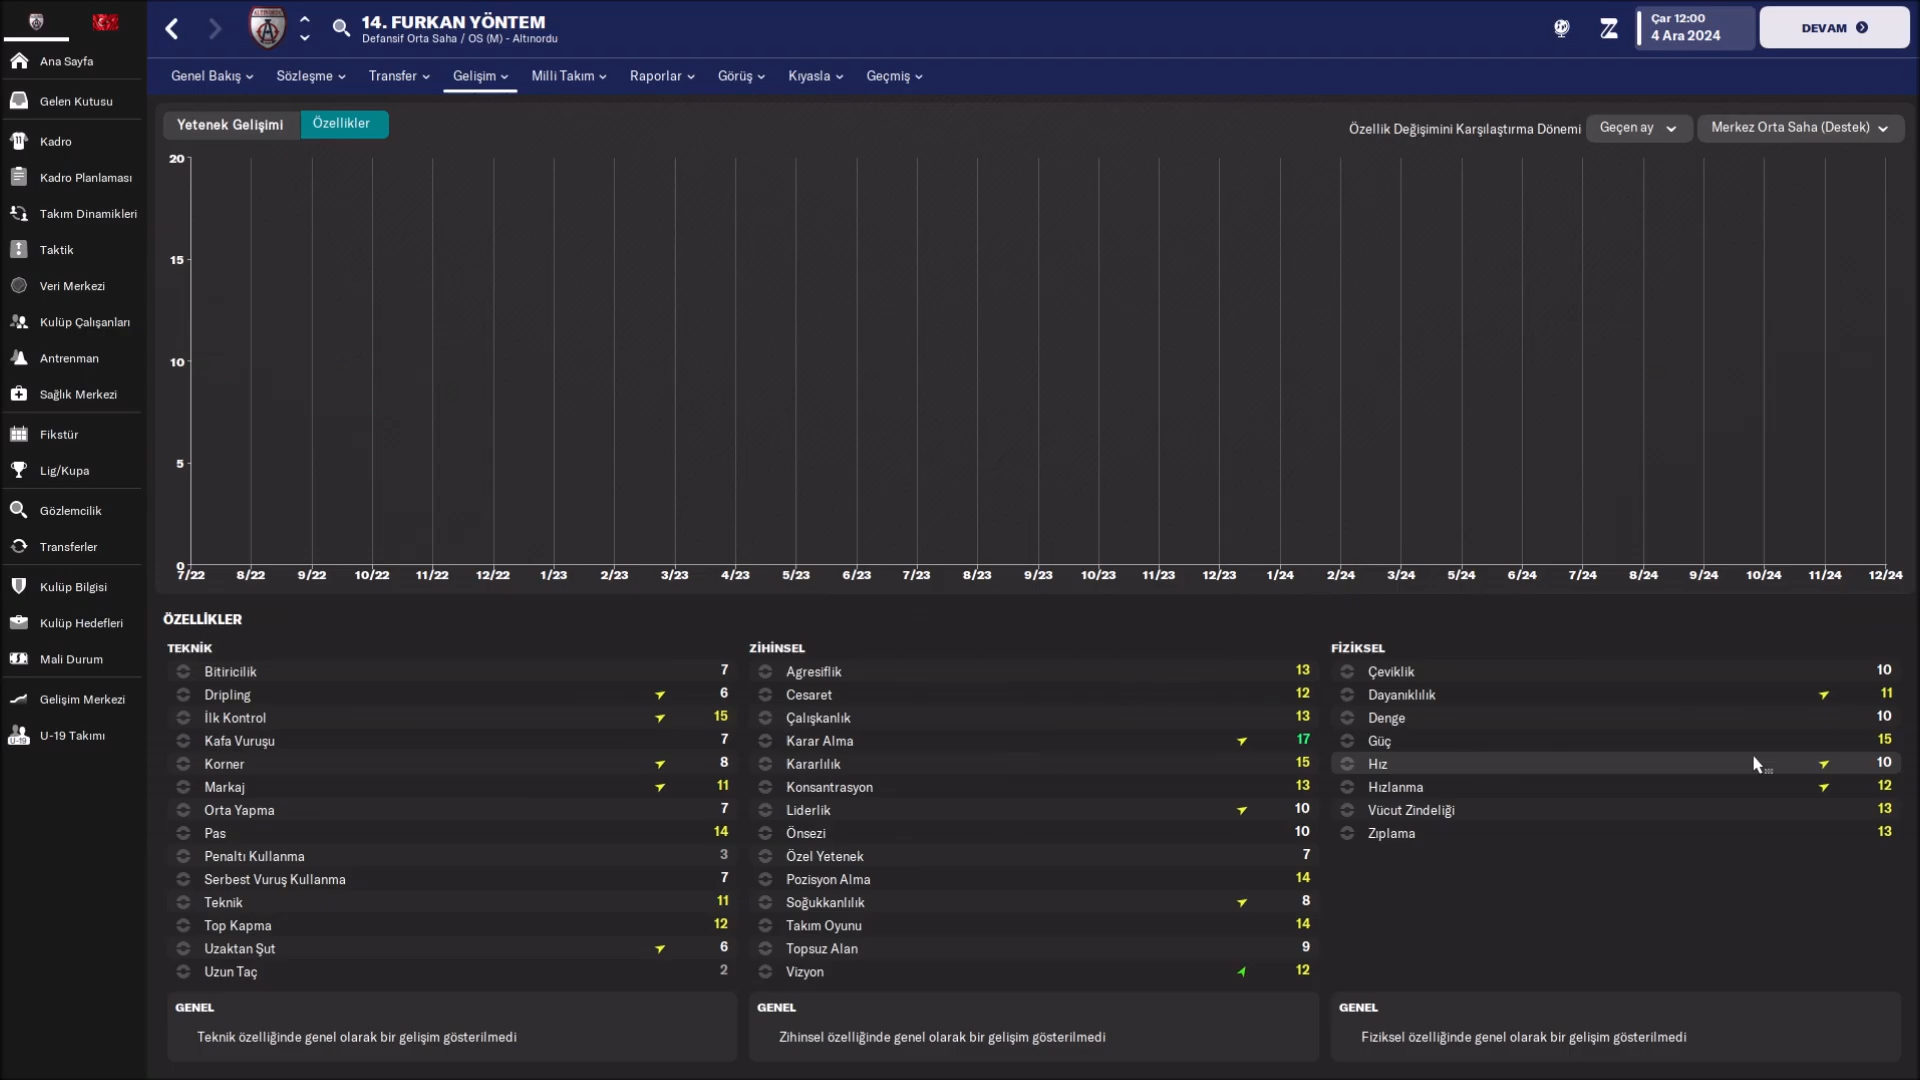 14. FURKAN YÖNTEM
Defansif Orta Saha / OS (M) - Altınordu
Çar 12:00
4 Ara 2024
DEVAM
Ana Sayfa
Gelen Kutusu
Kadro
Kadro Planlaması
Takım Dinamikleri
Taktik
Veri Merkezi
Kulüp Çalışanları
Antrenman
Sağlık Merkezi
Fikstür
Lig/Kupa
Gözlemcilik
Transferler
Kulüp Bilgisi
Kulüp Hedefleri
Mali Durum
Gelişim Merkezi
U-19 Takımı
Genel Bakış Sözleşme Transfer Gelişim Milli Takım Raporlar Görüş Kıyasla Geçmiş
Yetenek Gelişimi Özellikler
Özellik Değişimini Karşılaştırma Dönemi Geçen ay Merkez Orta Saha (Destek)
20
15
10
5
0
7/22 8/22 9/22 10/22 11/22 12/22 1/23 2/23 3/23 4/23 5/23 6/23 7/23 8/23 9/23 10/23 11/23 12/23 1/24 2/24 3/24 4/24 5/24 6/24 7/24 8/24 9/24 10/24 11/24 12/24
ÖZELLİKLER
TEKNİK
Bitiricilik 7
Dripling 6
İlk Kontrol 15
Kafa Vuruşu 7
Korner 8
Markaj 11
Orta Yapma 7
Pas 14
Penaltı Kullanma 3
Serbest Vuruş Kullanma 7
Teknik 11
Top Kapma 12
Uzaktan Şut 6
Uzun Taç 2
GENEL
Teknik özelliğinde genel olarak bir gelişim gösterilmedi
ZİHİNSEL
Agresiflik 13
Cesaret 12
Çalışkanlık 13
Karar Alma 17
Kararlılık 15
Konsantrasyon 13
Liderlik 10
Önsezi 10
Özel Yetenek 7
Pozisyon Alma 14
Soğukkanlılık 8
Takım Oyunu 14
Topsuz Alan 9
Vizyon 12
GENEL
Zihinsel özelliğinde genel olarak bir gelişim gösterilmedi
FİZİKSEL
Çeviklik 10
Dayanıklılık 11
Denge 10
Güç 15
Hız 10
Hızlanma 12
Vücut Zindeliği 13
Zıplama 13
GENEL
Fiziksel özelliğinde genel olarak bir gelişim gösterilmedi